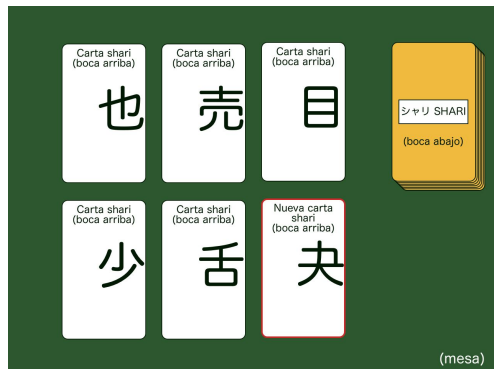 Carta shari
(boca arriba)
也
Carta shari
(boca arriba)
売
Carta shari
(boca arriba)
目
シャリ SHARI
(boca abajo)
Carta shari
(boca arriba)
少
Carta shari
(boca arriba)
舌
Nueva carta
shari
(boca arriba)
夬
(mesa)